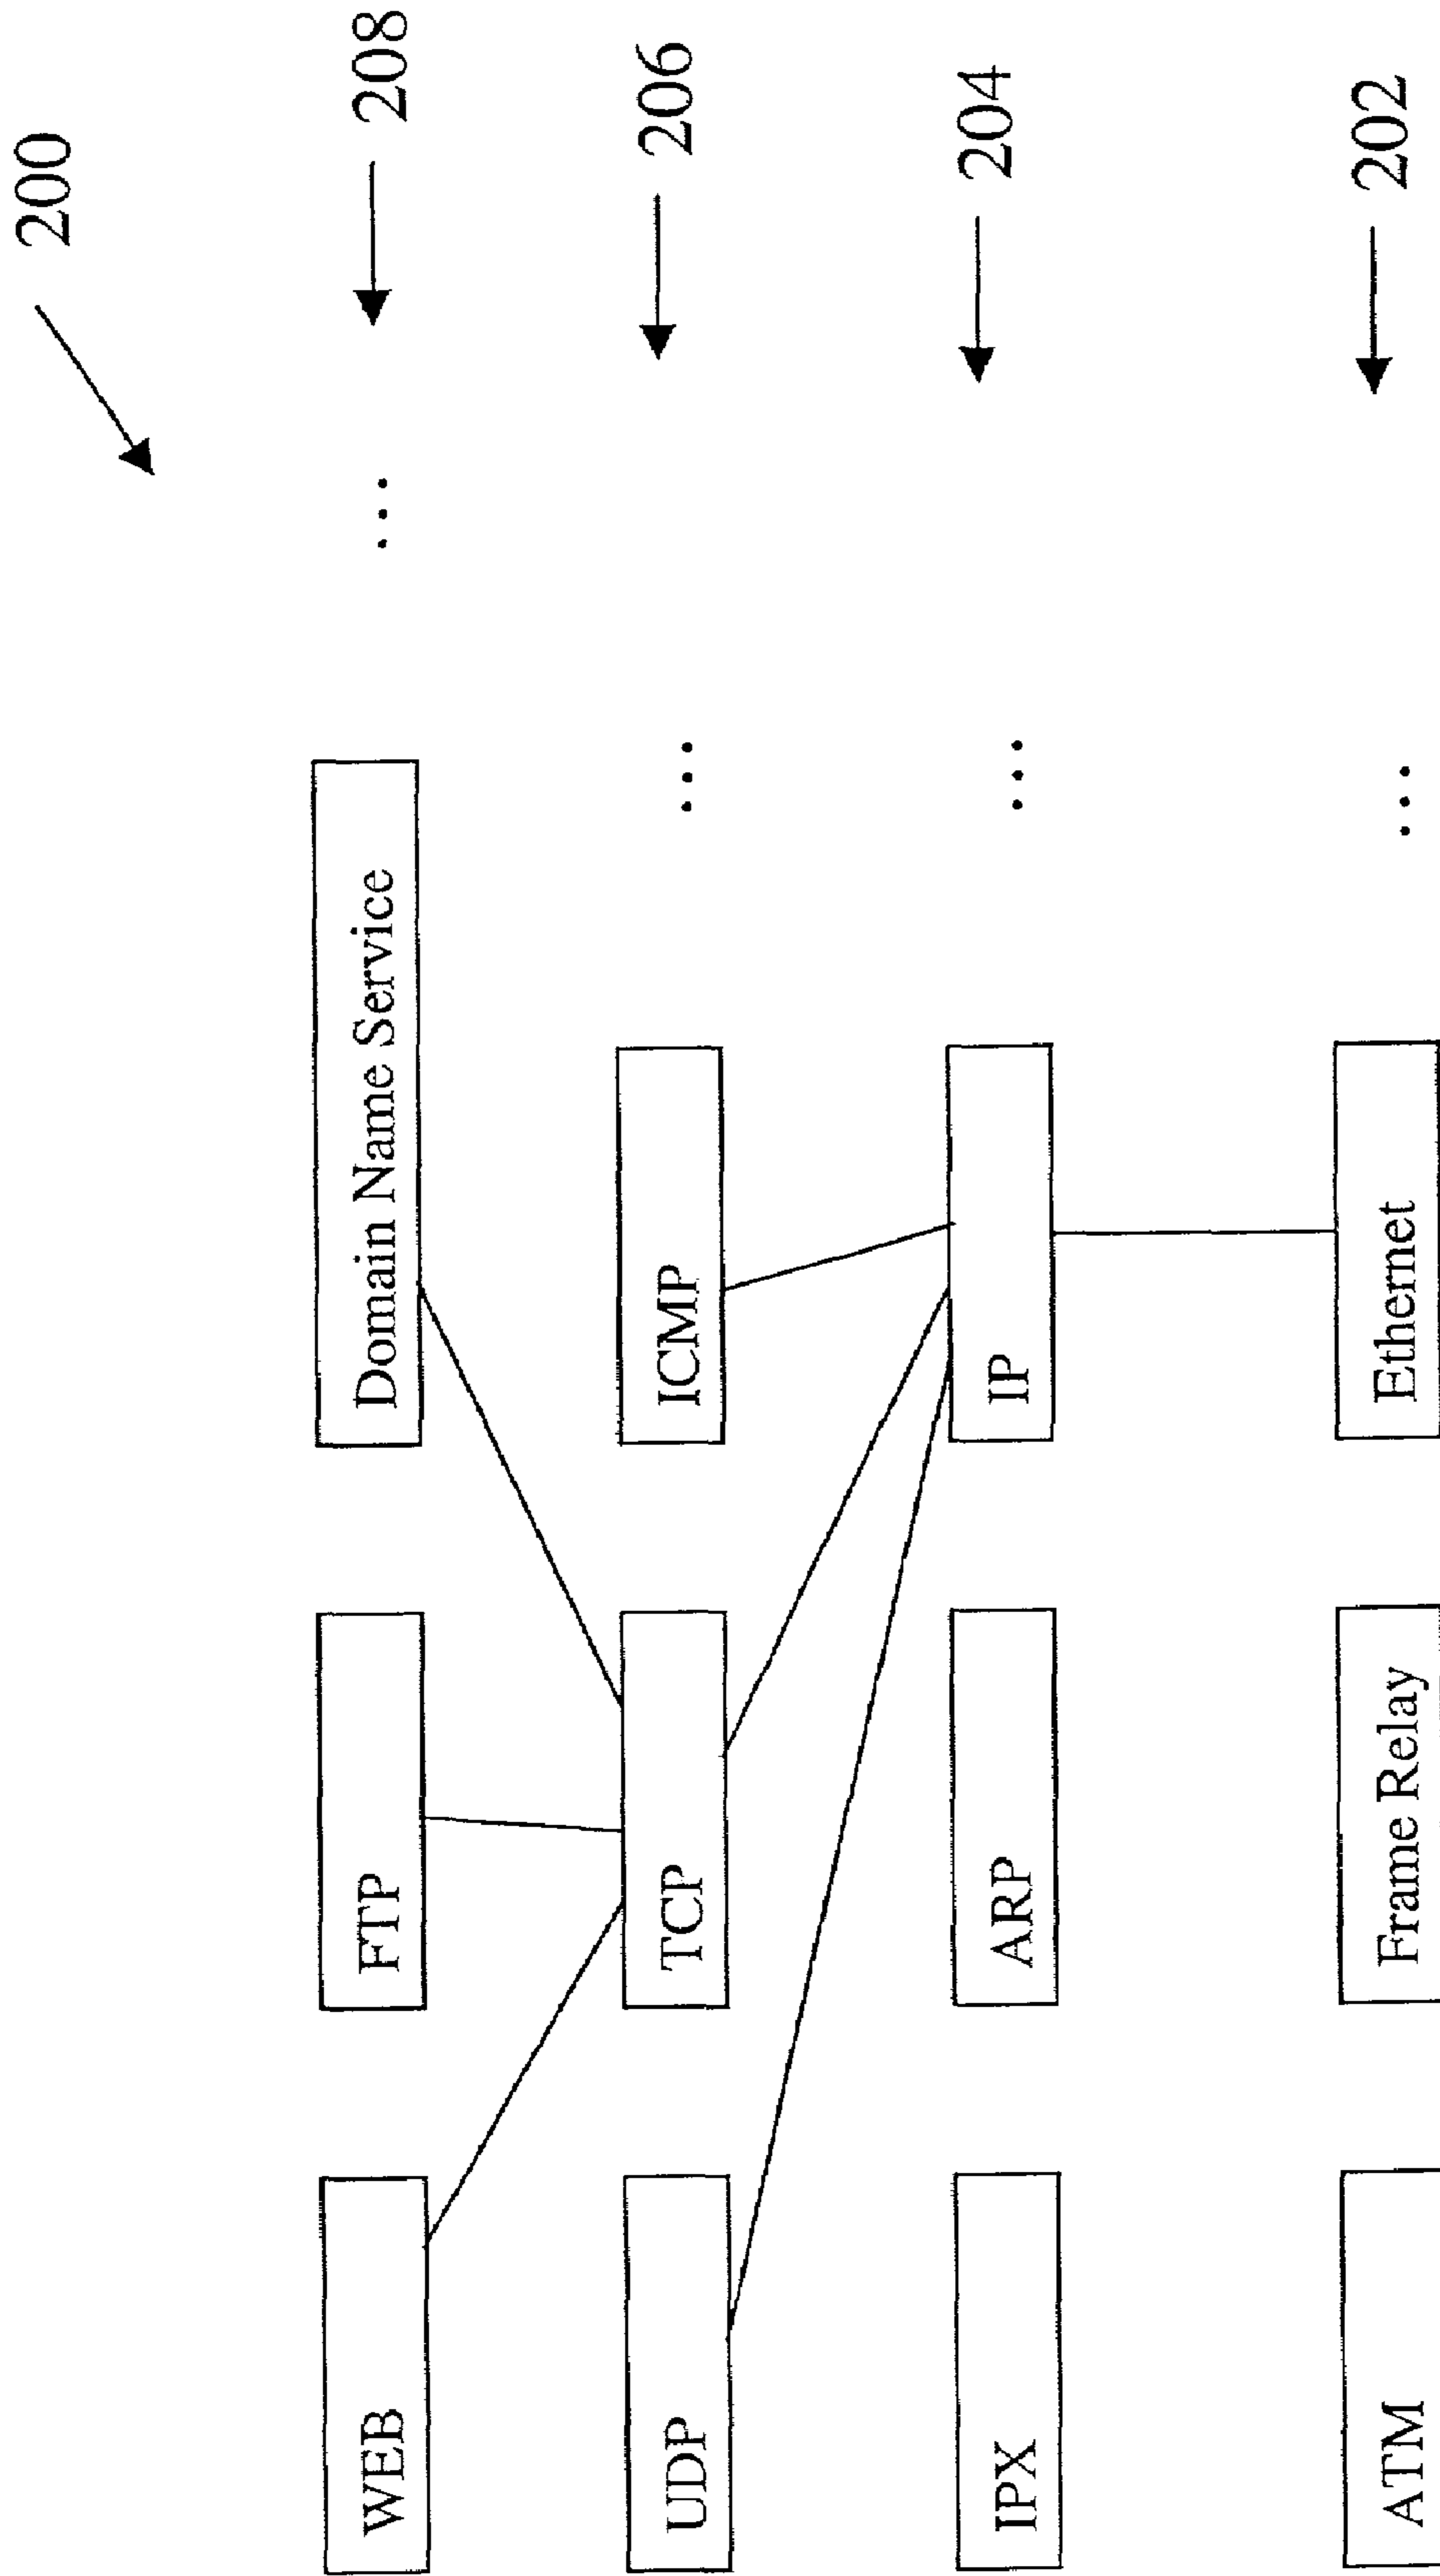 200
WEB FTP Domain Name Service ... 208
UDP TCP ICMP ... 206
IPX ARP IP ... 204
ATM Frame Relay Ethernet ... 202